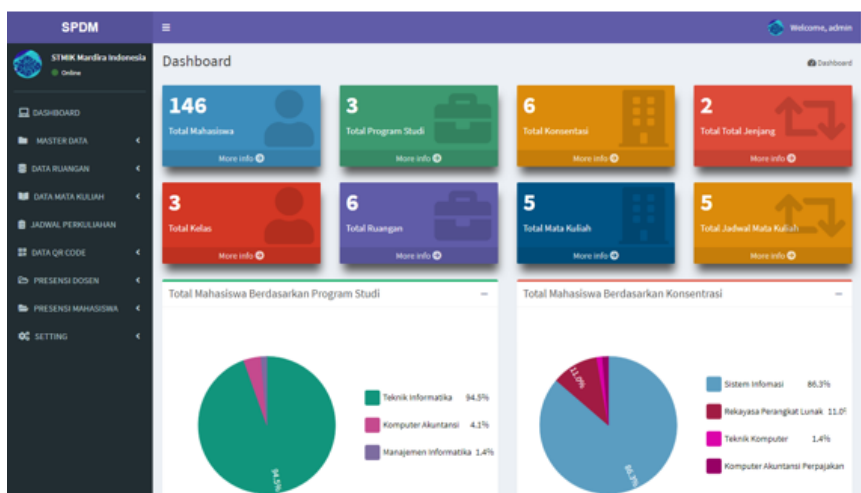 SPDM
Welcome, admin
STMIK Mardira Indonesia
Online
Dashboard
Dashboard
DASHBOARD
MASTER DATA
DATA RUANGAN
DATA MATA KULIAH
JADWAL PERKULIAHAN
DATA QR CODE
PRESENSI DOSEN
PRESENSI MAHASISWA
SETTING
146
Total Mahasiswa
More info
3
Total Program Studi
More info
6
Total Konsentasi
More info
2
Total Total Jenjang
More info
3
Total Kelas
More info
6
Total Ruangan
More info
5
Total Mata Kuliah
More info
5
Total Jadwal Mata Kuliah
More info
Total Mahasiswa Berdasarkan Program Studi
94.5%
Teknik Informatika 94.5%
Komputer Akuntansi 4.1%
Manajemen Informatika 1.4%
Total Mahasiswa Berdasarkan Konsentrasi
11.0%
86.3%
Sistem Infomasi 86.3%
Rekayasa Perangkat Lunak 11.0%
Teknik Komputer 1.4%
Komputer Akuntansi Perpajakan